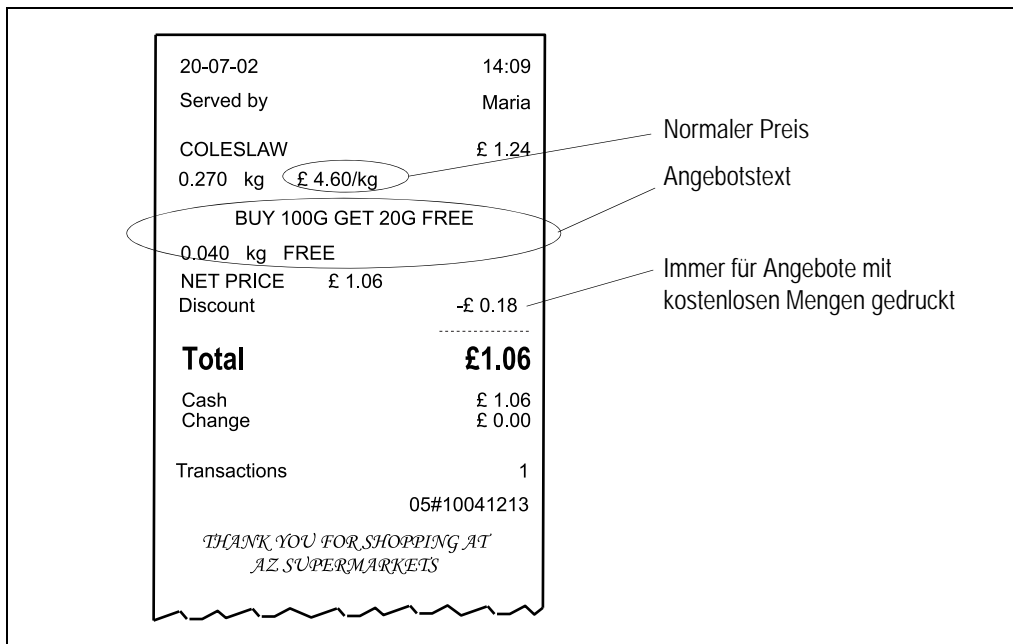 20-07-02 14:09
Served by Maria
COLESLAW £ 1.24
0.270 kg £ 4.60/kg
BUY 100G GET 20G FREE
0.040 kg FREE
NET PRICE £ 1.06
Discount -£ 0.18
Total £1.06
Cash £ 1.06
Change £ 0.00
Transactions 1
05#10041213
THANK YOU FOR SHOPPING AT
AZ SUPERMARKETS
Normaler Preis
Angebotstext
Immer für Angebote mit
kostenlosen Mengen gedruckt